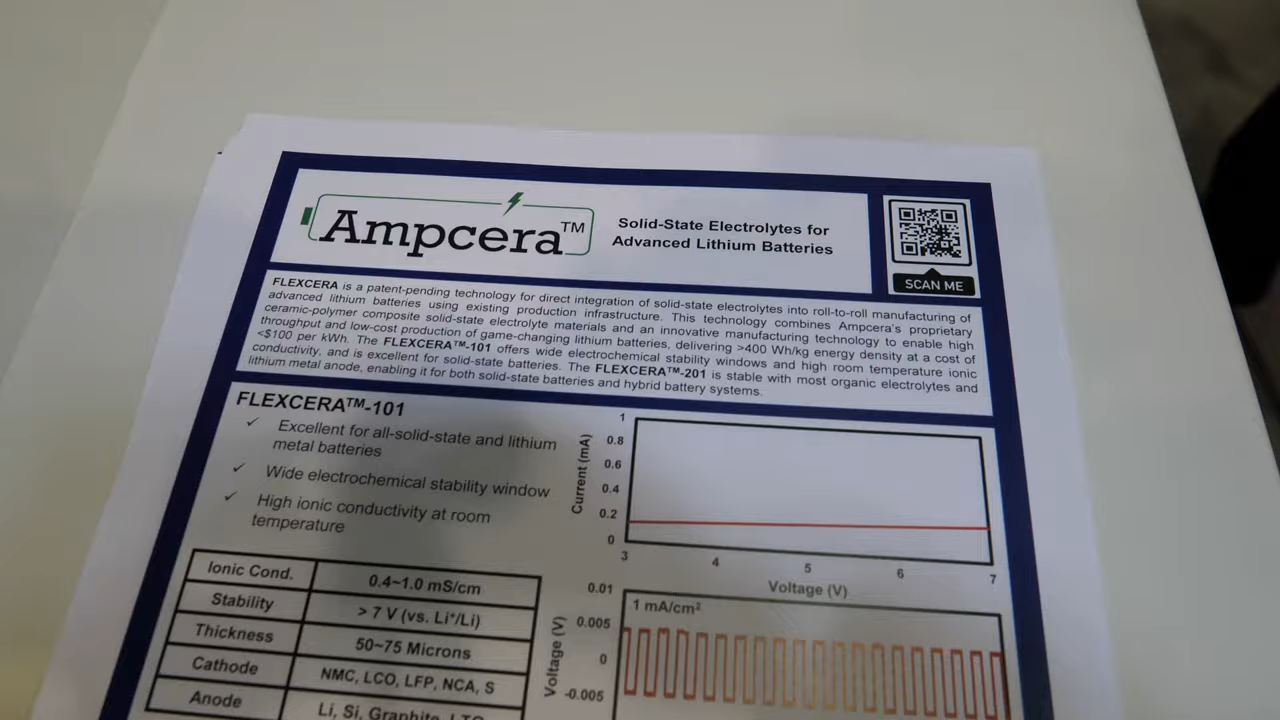 Ampcera™
Solid-State Electrolytes for
Advanced Lithium Batteries
SCAN ME
FLEXCERA is a patent-pending technology for direct integration of solid-state electrolytes into roll-to-roll manufacturing of
advanced lithium batteries using existing production infrastructure. This technology combines Ampcera's proprietary
ceramic-polymer composite solid-state electrolyte materials and an innovative manufacturing technology to enable high
throughput and low-cost production of game-changing lithium batteries, delivering >400 Wh/kg energy density at a cost of
<$100 per kWh. The FLEXCERA™-101 offers wide electrochemical stability windows and high room temperature ionic
conductivity, and is excellent for solid-state batteries. The FLEXCERA™-201 is stable with most organic electrolytes and
lithium metal anode, enabling it for both solid-state batteries and hybrid battery systems.
FLEXCERA™-101
✓ Excellent for all-solid-state and lithium
metal batteries
✓ Wide electrochemical stability window
✓ High ionic conductivity at room
temperature
Ionic Cond. 0.4~1.0 mS/cm
Stability > 7 V (vs. Li⁺/Li)
Thickness 50~75 Microns
Cathode NMC, LCO, LFP, NCA, S
Anode Li, Si, Graphite, LTO
Current (mA)
1
0.8
0.6
0.4
0.2
0
3 4 5 6 7
Voltage (V)
Voltage (V)
0.01
0.005
0
-0.005
1 mA/cm²